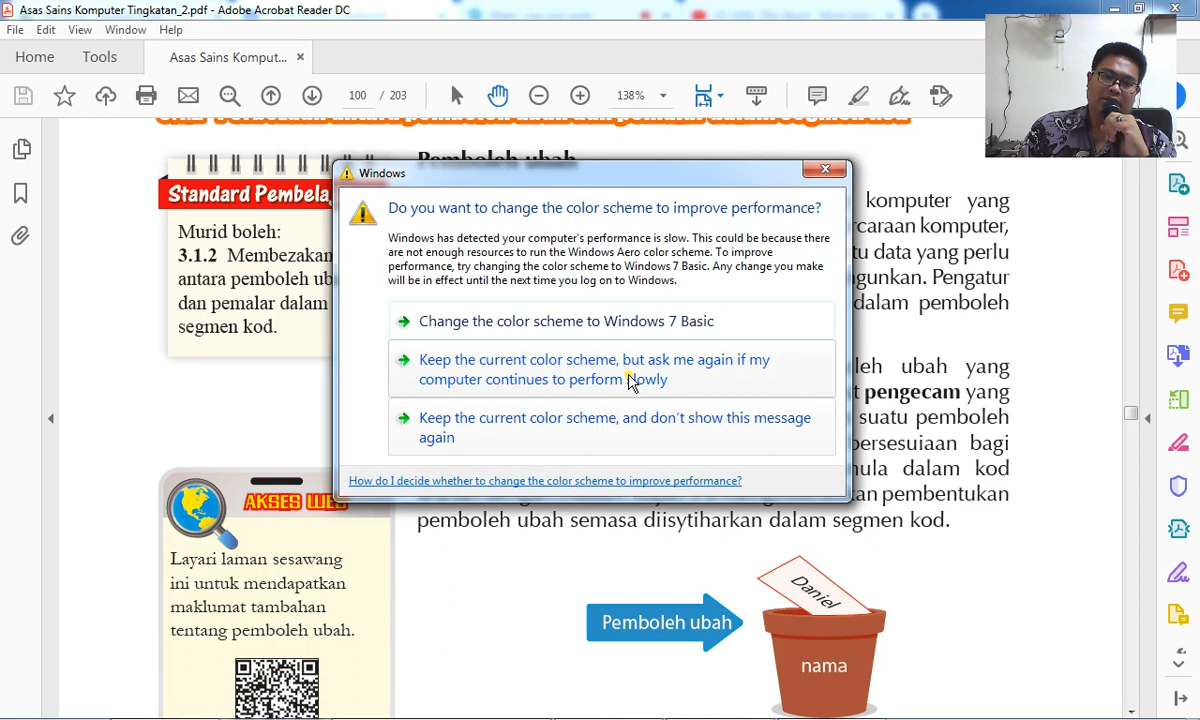 Asas Sains Komputer Tingkatan_2.pdf - Adobe Acrobat Reader DC
File Edit View Window Help
Home Tools Asas Sains Komput... ×
100 / 203 138%
Pemboleh ubah
Standard Pembela
Murid boleh:
3.1.2 Membezakan
antara pemboleh ub
dan pemalar dalam
segmen kod.
Windows
Do you want to change the color scheme to improve performance?
Windows has detected your computer's performance is slow. This could be because there
are not enough resources to run the Windows Aero color scheme. To improve
performance, try changing the color scheme to Windows 7 Basic. Any change you make
will be in effect until the next time you log on to Windows.
Change the color scheme to Windows 7 Basic
Keep the current color scheme, but ask me again if my
computer continues to perform slowly
Keep the current color scheme, and don't show this message
again
How do I decide whether to change the color scheme to improve performance?
komputer yang
rcaraan komputer,
tu data yang perlu
gunkan. Pengatur
dalam pemboleh
leh ubah yang
t pengecam yang
suatu pemboleh
ersesuiaan bagi
nula dalam kod
kan pembentukan
pemboleh ubah semasa diisytiharkan dalam segmen kod.
AKSES WEB
Layari laman sesawang
ini untuk mendapatkan
maklumat tambahan
tentang pemboleh ubah.
Pemboleh ubah
Daniel
nama